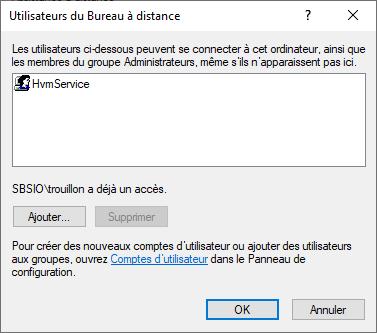 Utilisateurs du Bureau à distance
Les utilisateurs ci-dessous peuvent se connecter à cet ordinateur, ainsi que
les membres du groupe Administrateurs, même s'ils n'apparaissent pas ici.
HvmService
SBSIO\trouillon a déjà un accès.
Ajouter...
Supprimer
Pour créer des nouveaux comptes d'utilisateur ou ajouter des utilisateurs
aux groupes, ouvrez Comptes d'utilisateur dans le Panneau de
configuration.
OK
Annuler